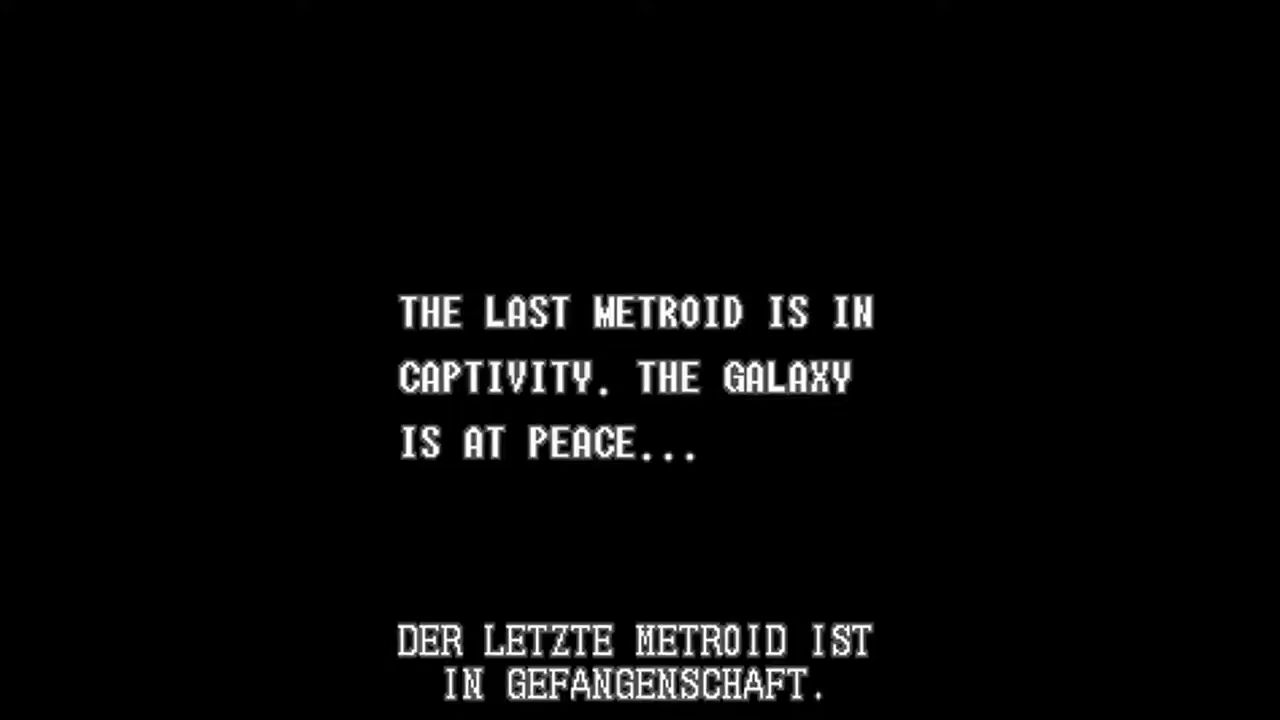 THE LAST METROID IS IN
CAPTIVITY. THE GALAXY
IS AT PEACE...
DER LETZTE METROID IST
IN GEFANGENSCHAFT.